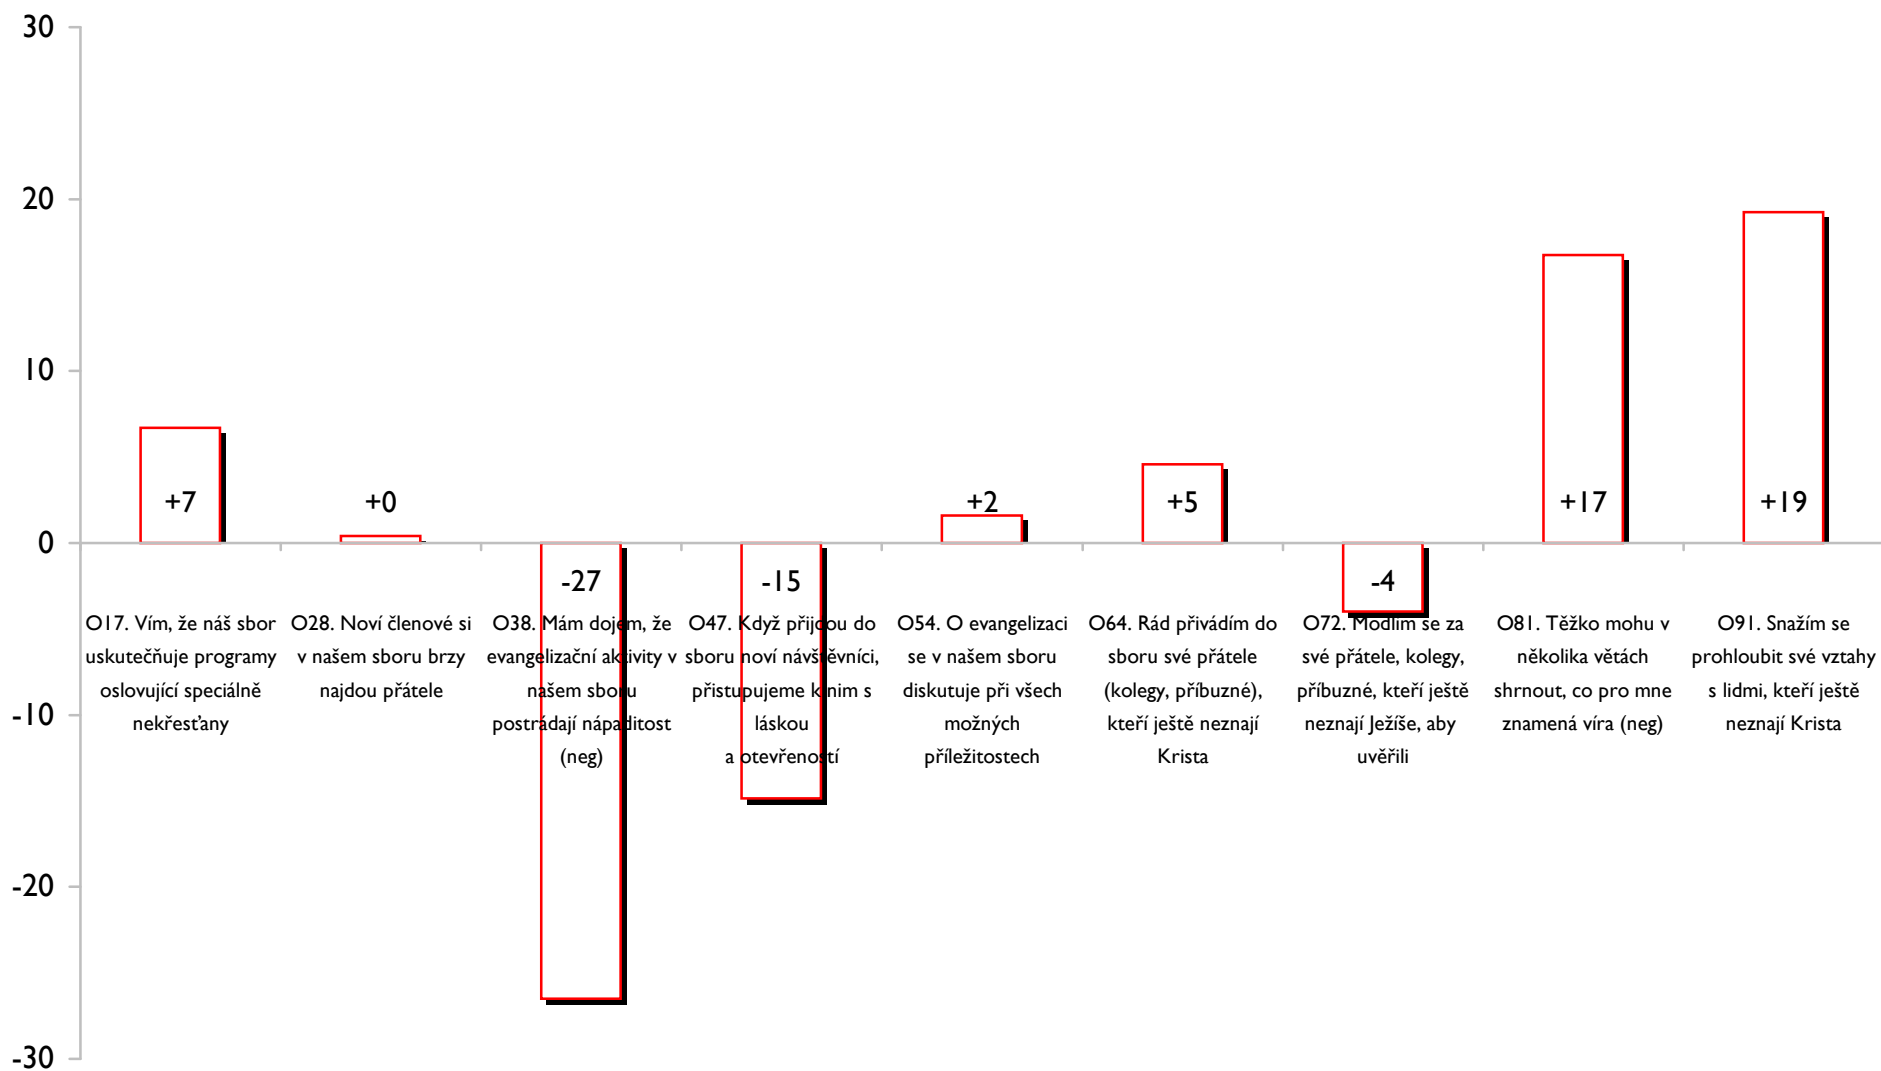 30
20
10
0
-10
-20
-30
+7
+0
-27
-15
+2
+5
-4
+17
+19
O17. Vím, že náš sbor
uskutečňuje programy
oslovující speciálně
nekřesťany
O28. Noví členové si
v našem sboru brzy
najdou přátele
O38. Mám dojem, že
evangelizační aktivity v
našem sboru
postrádají nápaditost
(neg)
O47. Když přijdou do
sboru noví návštěvníci,
přistupujeme k nim s
láskou
a otevřeností
O54. O evangelizaci
se v našem sboru
diskutuje při všech
možných
příležitostech
O64. Rád přivádím do
sboru své přátele
(kolegy, příbuzné),
kteří ještě neznají
Krista
O72. Modlím se za
své přátele, kolegy,
příbuzné, kteří ještě
neznají Ježíše, aby
uvěřili
O81. Těžko mohu v
několika větách
shrnout, co pro mne
znamená víra (neg)
O91. Snažím se
prohloubit své vztahy
s lidmi, kteří ještě
neznají Krista